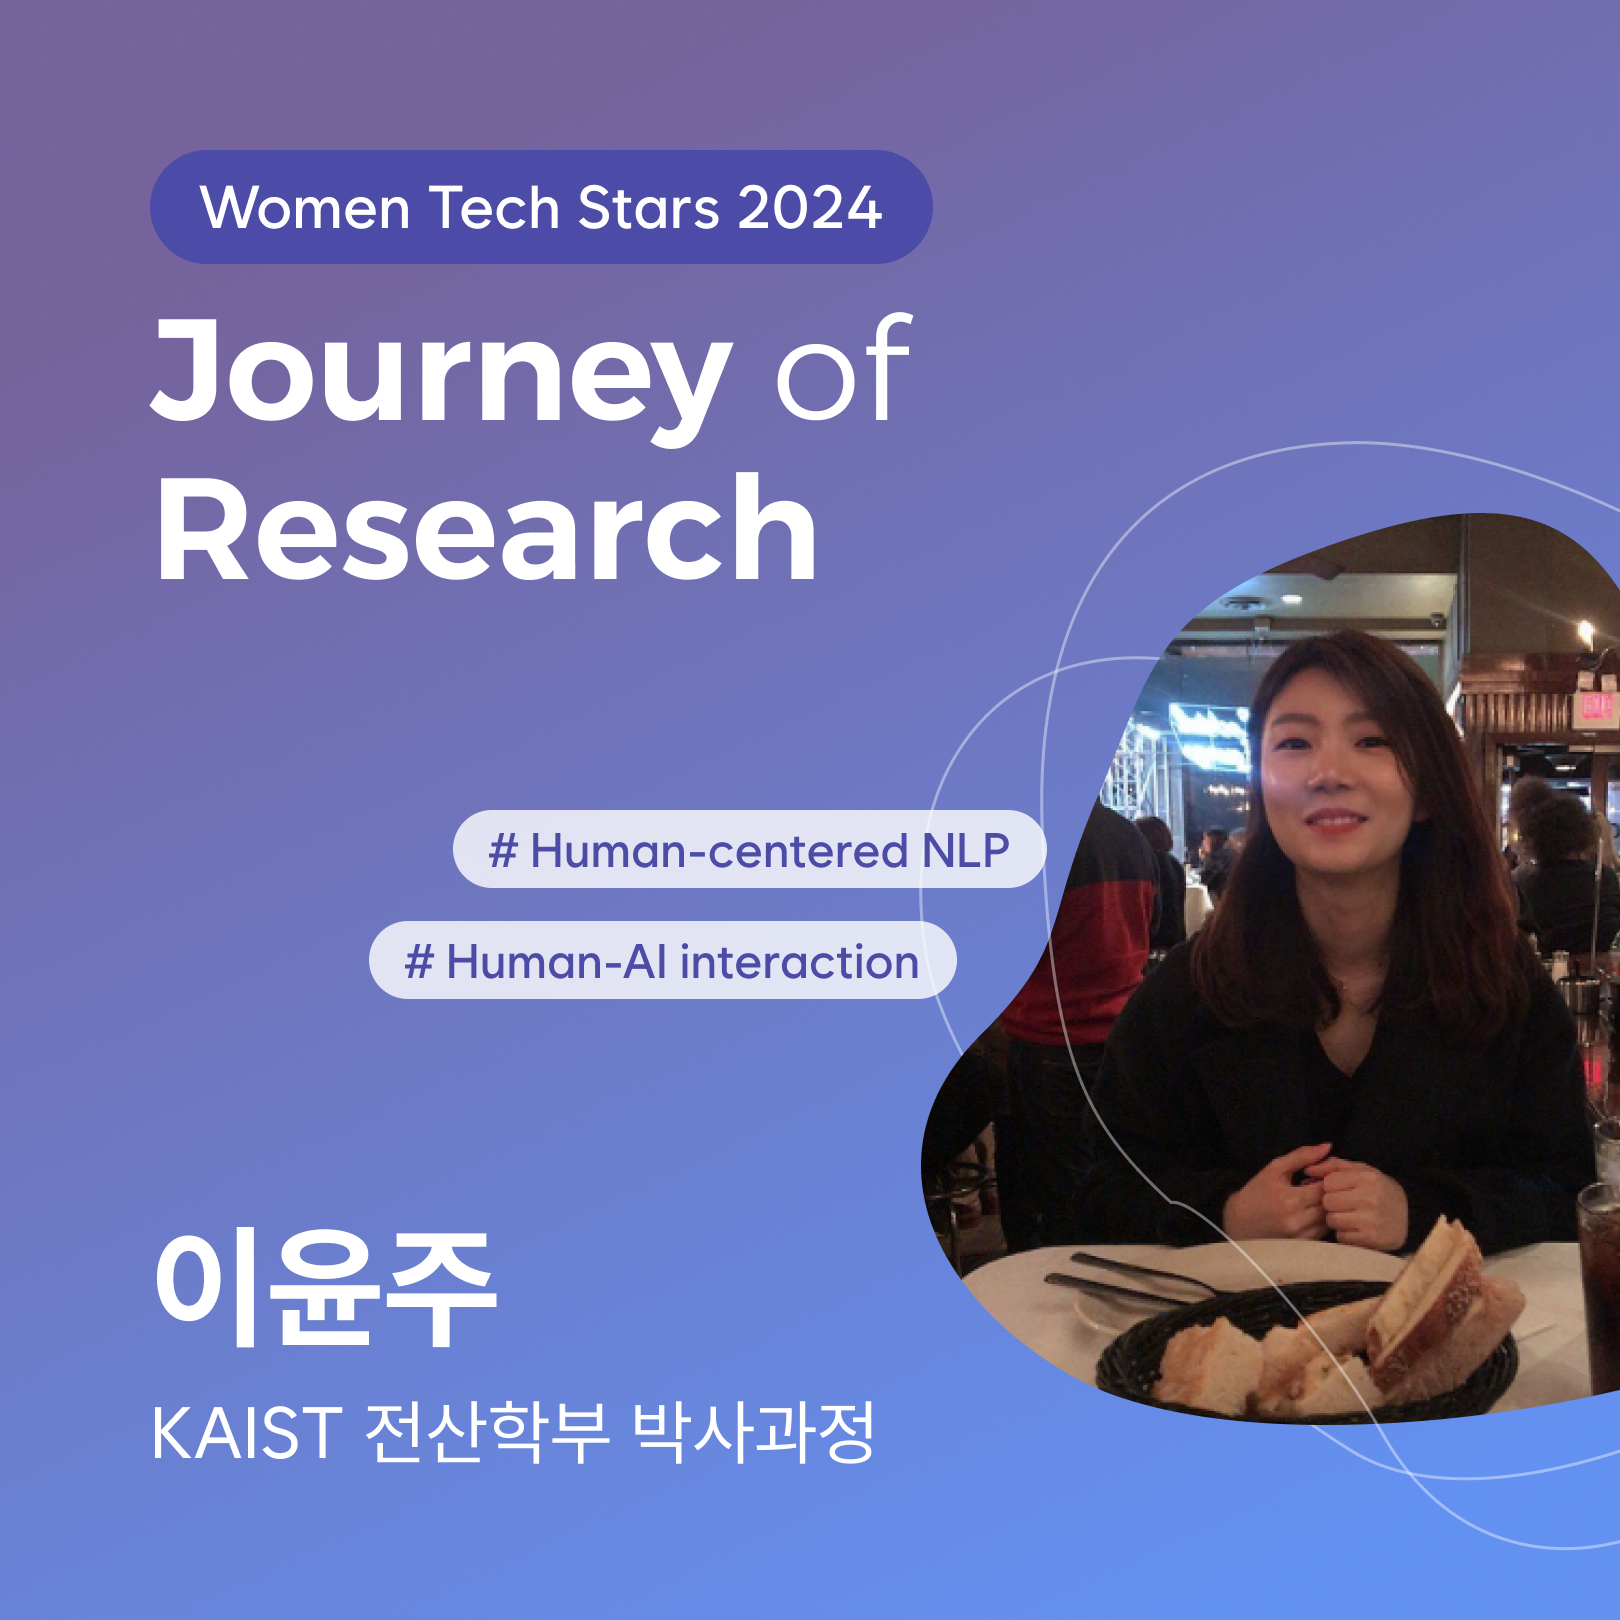 Women Tech Stars 2024
Journey of
Research
# Human-centered NLP
# Human-AI interaction
이윤주
KAIST 전산학부 박사과정
EXIT